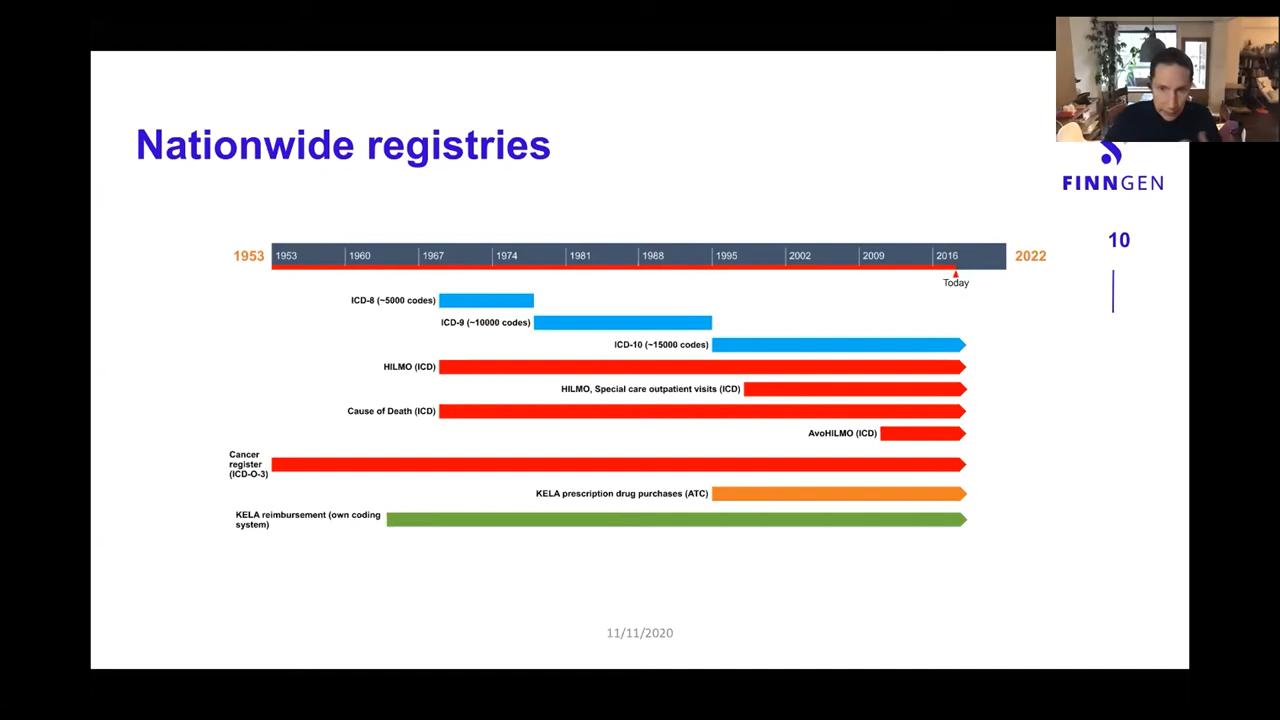 Nationwide registries
FINNGEN
10
1953
1953 1960 1967 1974 1981 1988 1995 2002 2009 2016
2022
Today
ICD-8 (~5000 codes)
ICD-9 (~10000 codes)
ICD-10 (~15000 codes)
HILMO (ICD)
HILMO, Special care outpatient visits (ICD)
Cause of Death (ICD)
AvoHILMO (ICD)
Cancer
register
(ICD-O-3)
KELA prescription drug purchases (ATC)
KELA reimbursement (own coding
system)
11/11/2020